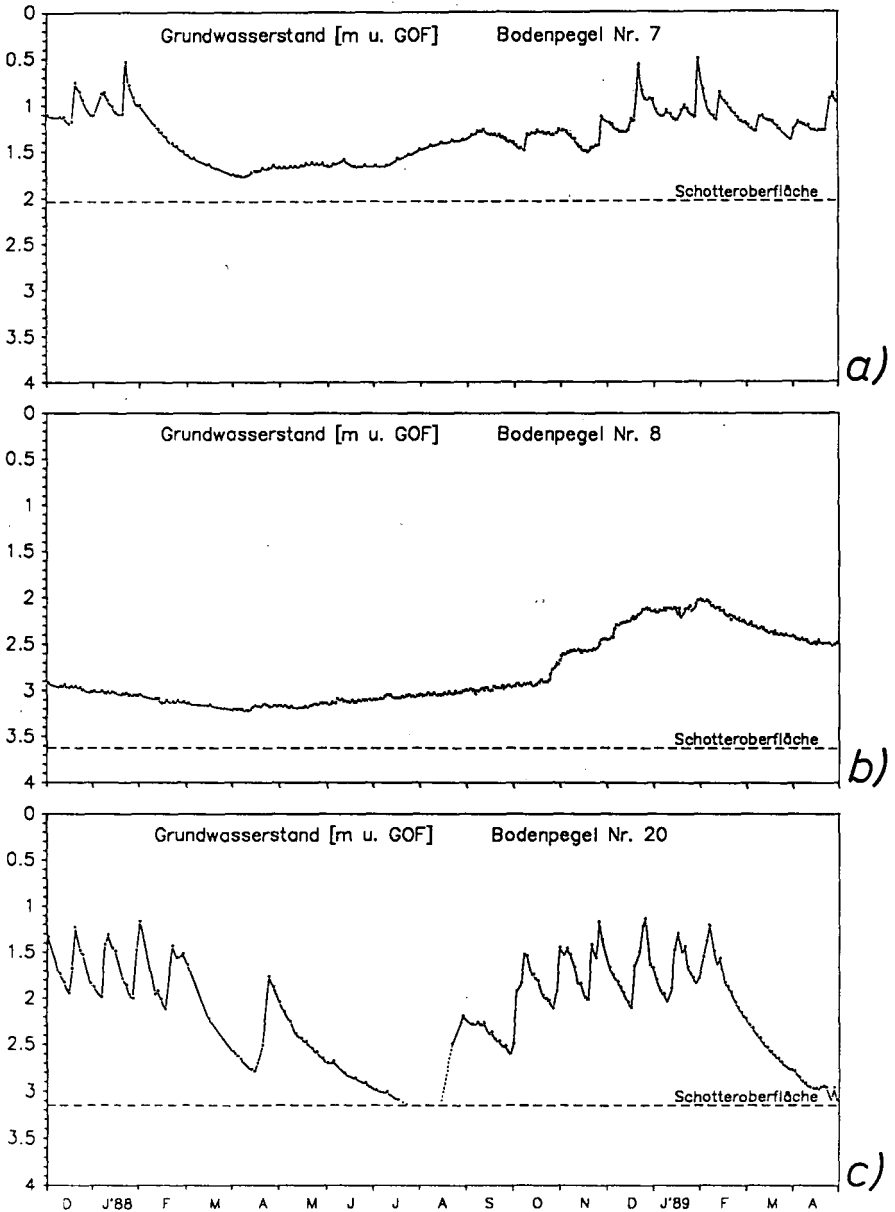 Grundwasserstand [m u. GOF] Bodenpegel Nr. 7
0
0.5
1
1.5
2
2.5
3
3.5
4
Schotteroberfläche
a)
Grundwasserstand [m u. GOF] Bodenpegel Nr. 8
0
0.5
1
1.5
2
2.5
3
3.5
4
Schotteroberfläche
b)
Grundwasserstand [m u. GOF] Bodenpegel Nr. 20
0
0.5
1
1.5
2
2.5
3
3.5
4
Schotteroberfläche
c)
D J'88 F M A M J J A S O N D J'89 F M A